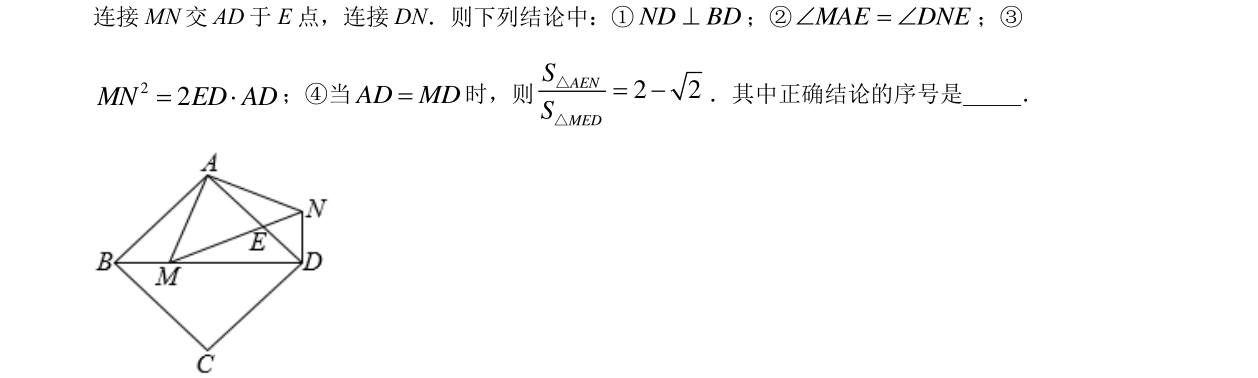 连接 MN 交 AD 于 E 点，连接 DN．则下列结论中：① ND ⊥ BD；② ∠MAE = ∠DNE；③
MN² = 2ED · AD；④当 AD = MD 时，则 S△AEN / S△MED = 2 − √2．其中正确结论的序号是_____．
A
N
E
B
M
D
C